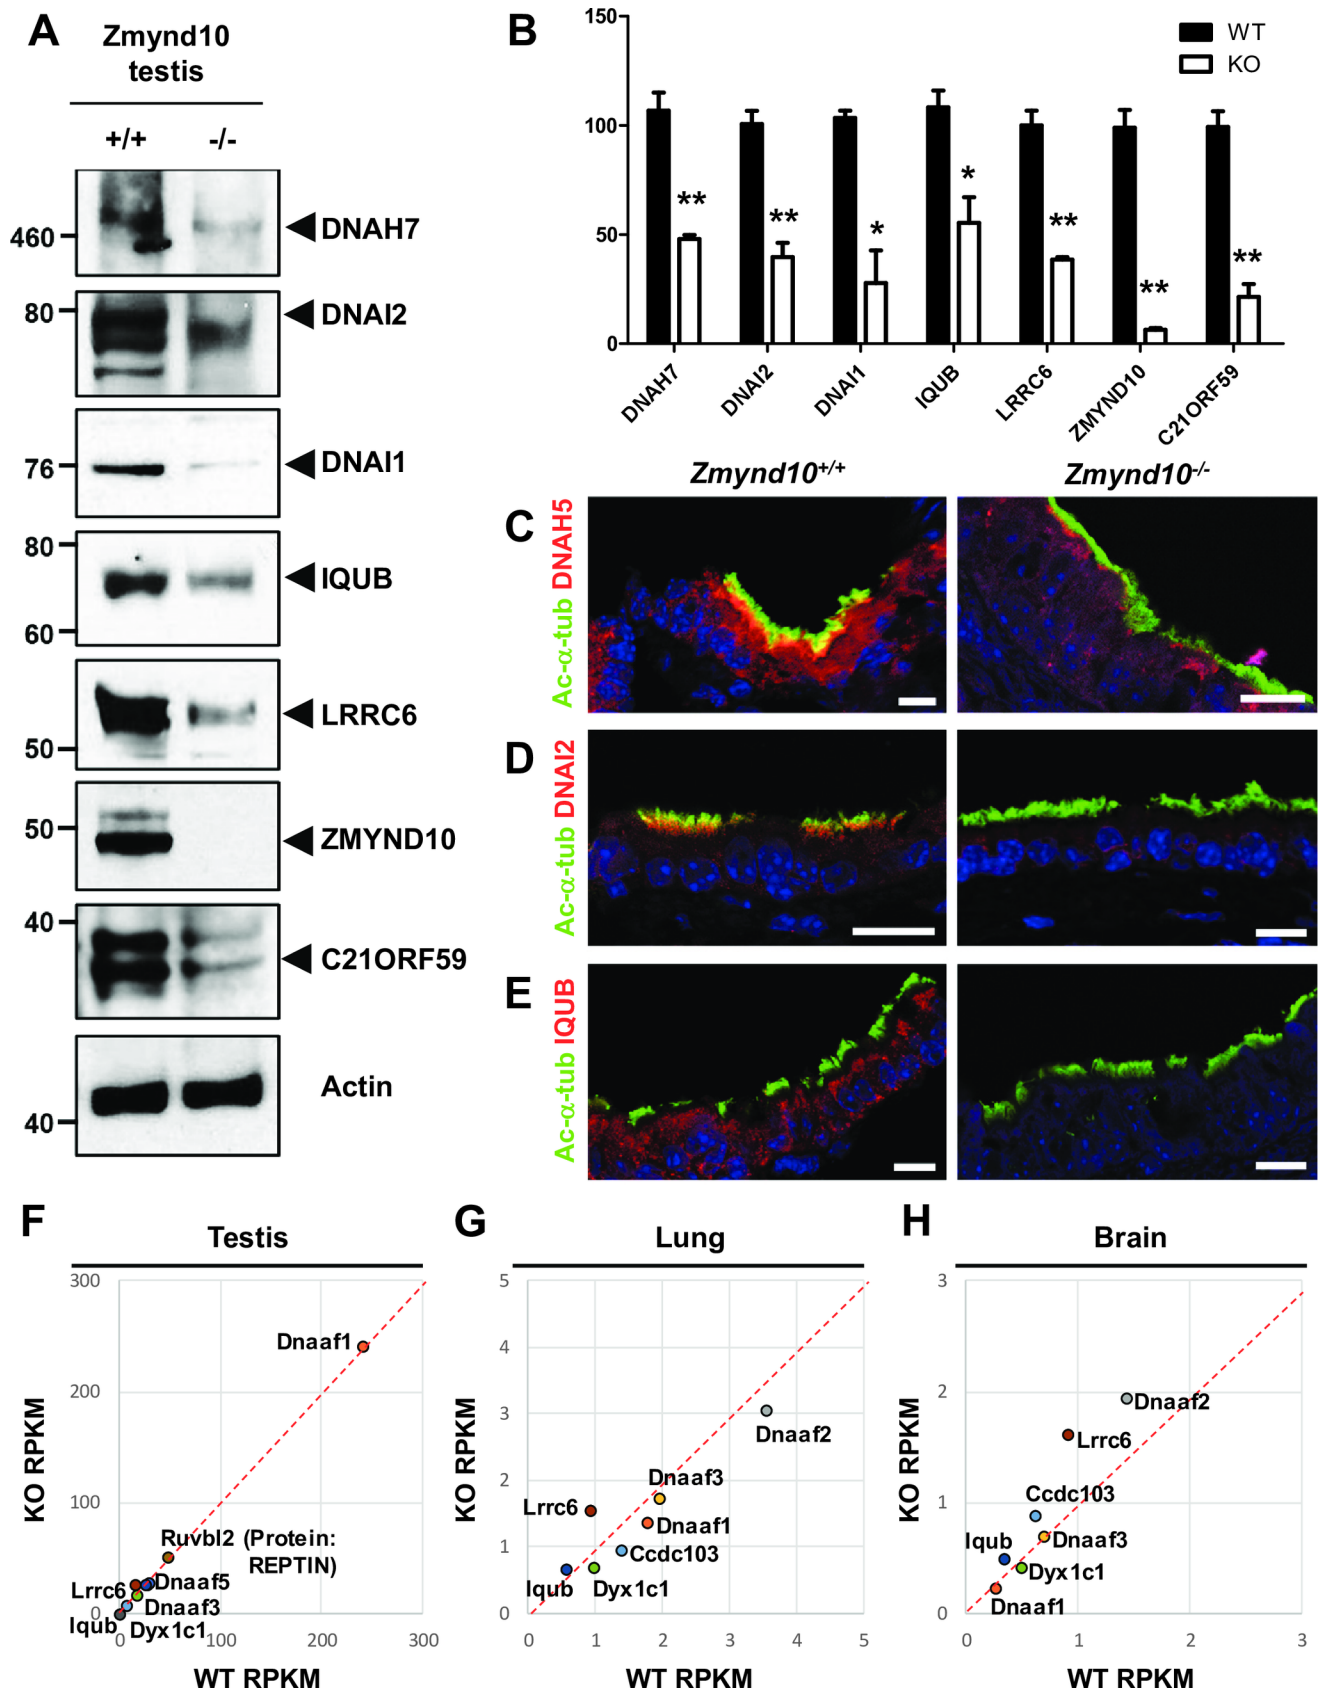 A
Zmynd10
testis
+/+ -/-
460
DNAH7
80
DNAI2
76
DNAI1
80
IQUB
60
LRRC6
50
50
ZMYND10
40
C21ORF59
Actin
40
B
150
100
50
0
WT
KO
** ** * * ** ** **
DNAH7 DNAI2 DNAI1 IQUB LRRC6 ZMYND10 C21ORF59
Zmynd10+/+ Zmynd10-/-
C
Ac-α-tub DNAH5
D
Ac-α-tub DNAI2
E
Ac-α-tub IQUB
F
Testis
KO RPKM
300
200
100
0
Dnaaf1
Ruvbl2 (Protein:
REPTIN)
Lrrc6
Dnaaf5
Dnaaf3
Iqub
Dyx1c1
0 100 200 300
WT RPKM
G
Lung
KO RPKM
5
4
3
2
1
0
Dnaaf2
Dnaaf3
Lrrc6
Dnaaf1
Ccdc103
Iqub
Dyx1c1
0 1 2 3 4 5
WT RPKM
H
Brain
KO RPKM
3
2
1
0
Dnaaf2
Lrrc6
Ccdc103
Iqub
Dnaaf3
Dyx1c1
Dnaaf1
0 1 2 3
WT RPKM